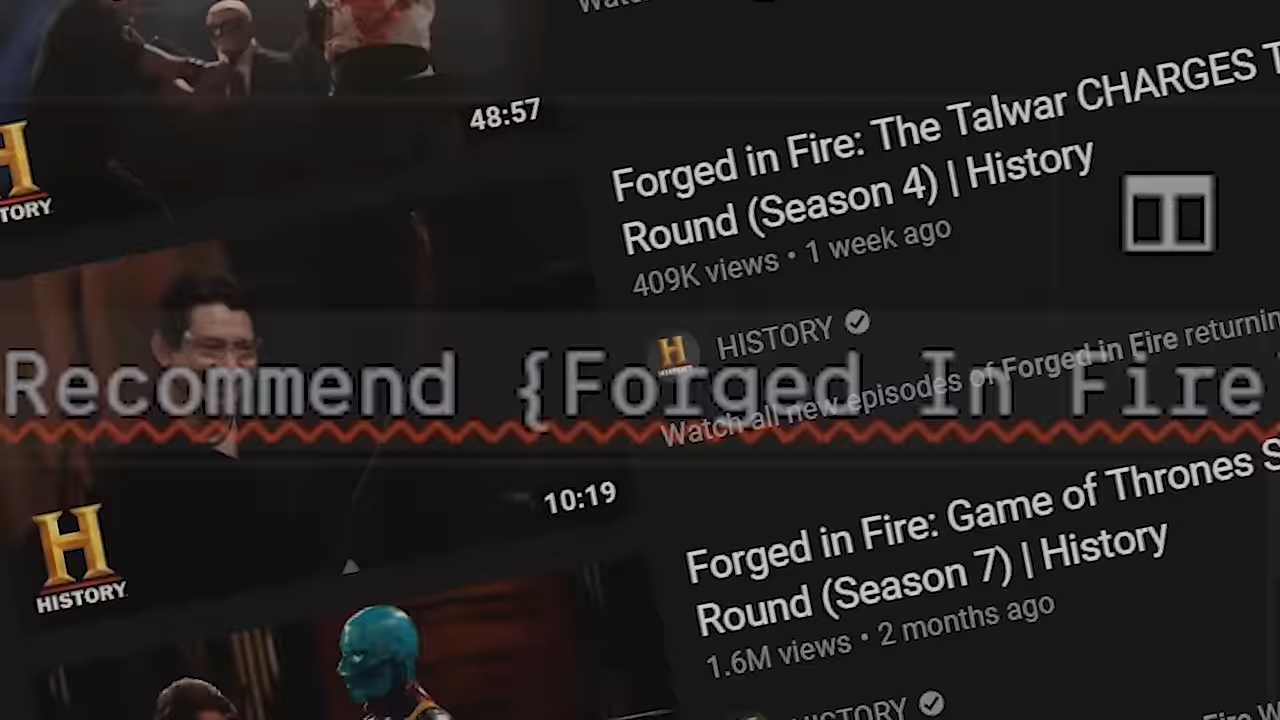 48:57
Forged in Fire: The Talwar CHARGES
Round (Season 4) | History
409K views • 1 week ago
HISTORY
HISTORY
Watch all new episodes of Forged in Fire returning
Recommend {Forged In Fire
10:19
H
HISTORY
Forged in Fire: Game of Thrones
Round (Season 7) | History
1.6M views • 2 months ago
HISTORY